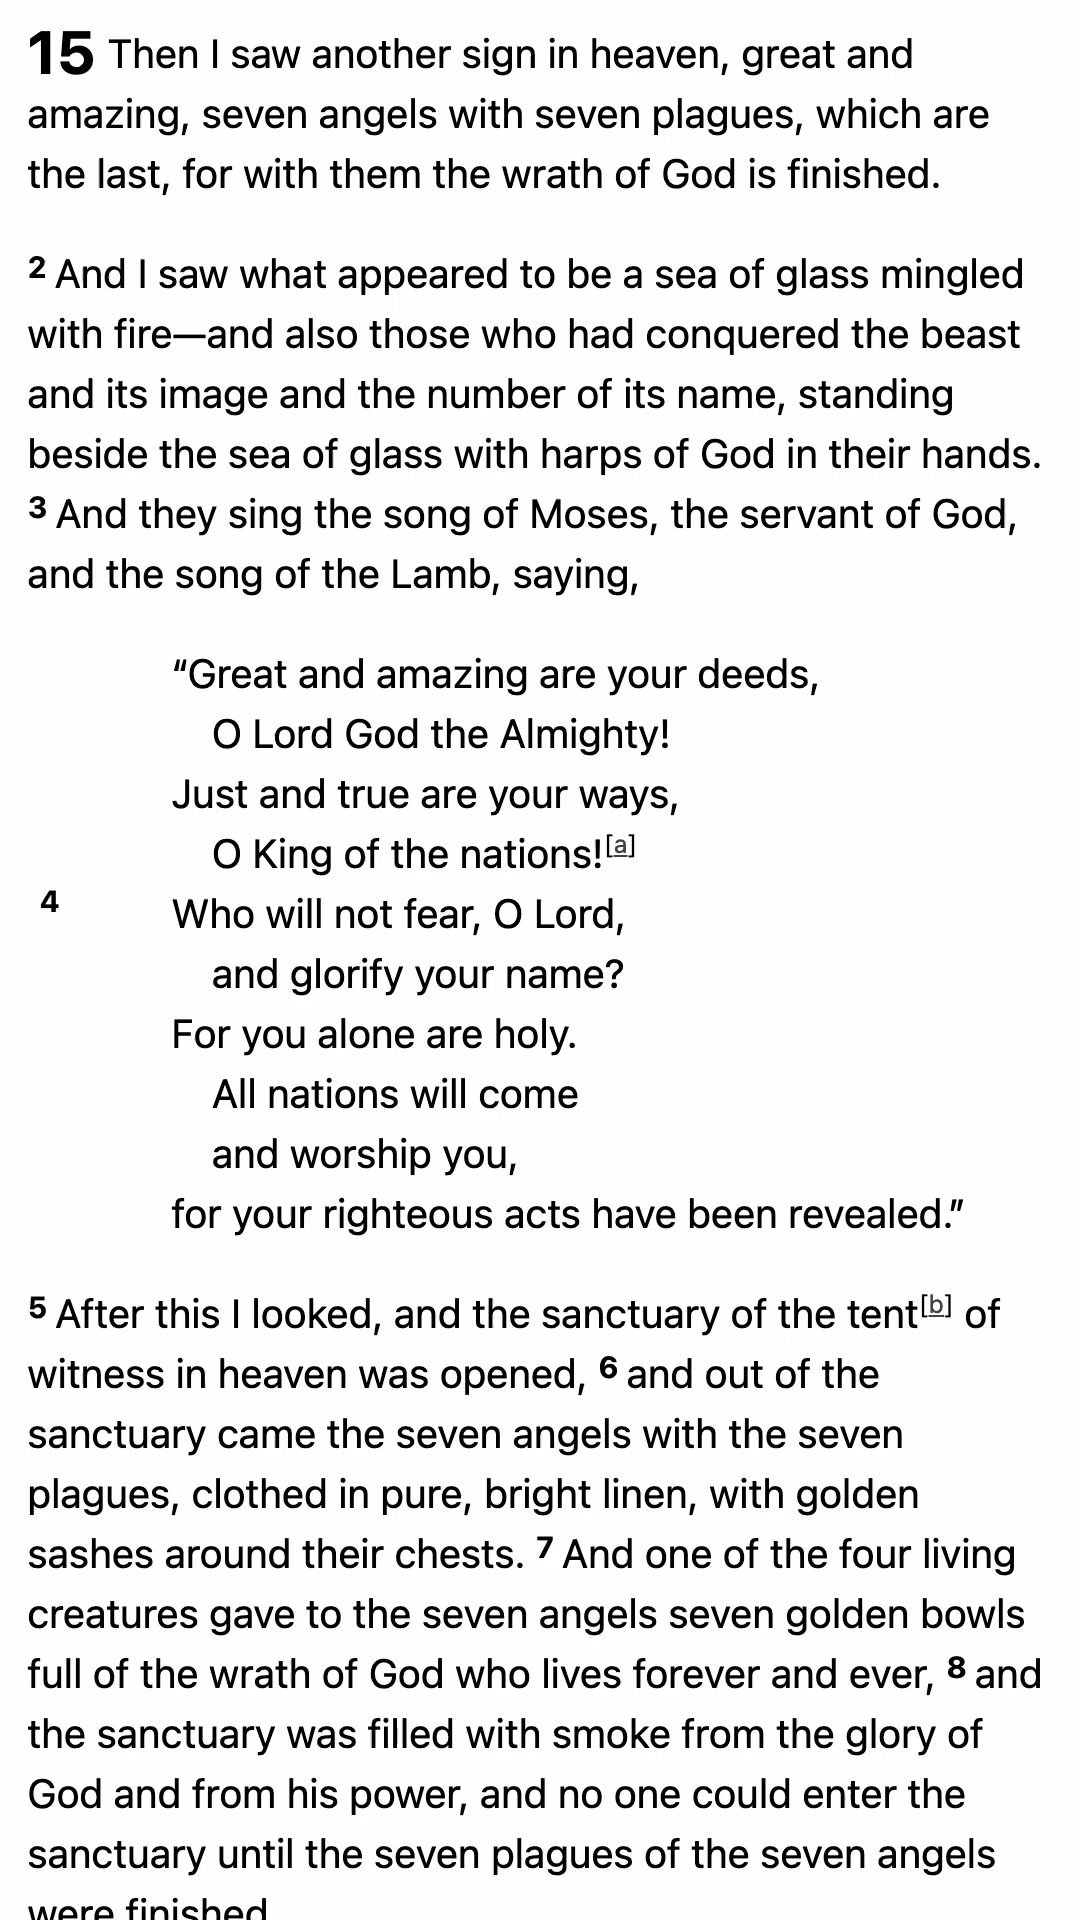 15 Then I saw another sign in heaven, great and
amazing, seven angels with seven plagues, which are
the last, for with them the wrath of God is finished.
2 And I saw what appeared to be a sea of glass mingled
with fire—and also those who had conquered the beast
and its image and the number of its name, standing
beside the sea of glass with harps of God in their hands.
3 And they sing the song of Moses, the servant of God,
and the song of the Lamb, saying,
“Great and amazing are your deeds,
O Lord God the Almighty!
Just and true are your ways,
O King of the nations![a]
4 Who will not fear, O Lord,
and glorify your name?
For you alone are holy.
All nations will come
and worship you,
for your righteous acts have been revealed.”
5 After this I looked, and the sanctuary of the tent[b] of
witness in heaven was opened, 6 and out of the
sanctuary came the seven angels with the seven
plagues, clothed in pure, bright linen, with golden
sashes around their chests. 7 And one of the four living
creatures gave to the seven angels seven golden bowls
full of the wrath of God who lives forever and ever, 8 and
the sanctuary was filled with smoke from the glory of
God and from his power, and no one could enter the
sanctuary until the seven plagues of the seven angels
were finished